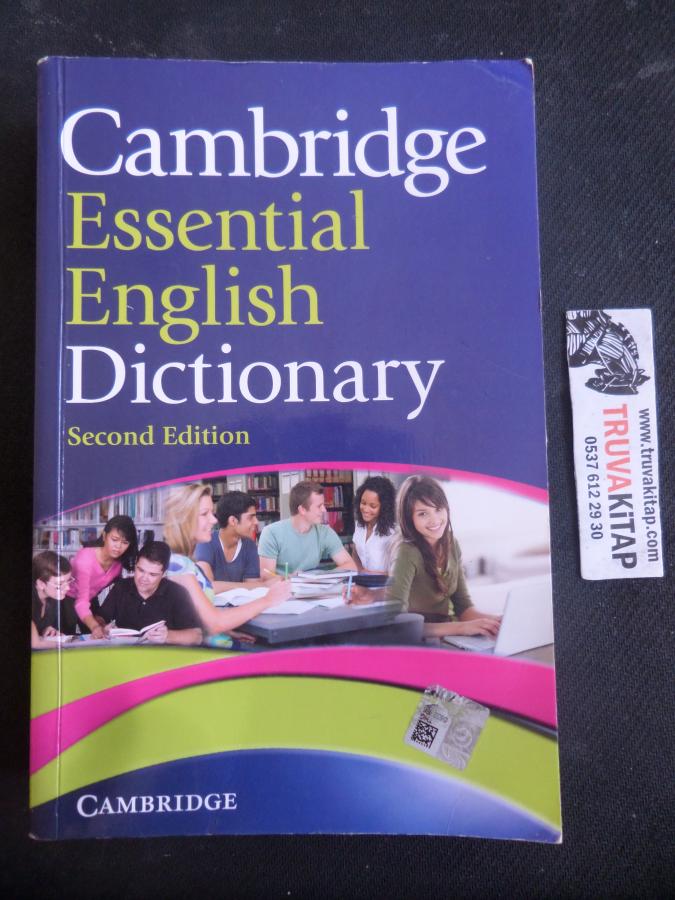 Cambridge
Essential
English
Dictionary
Second Edition
CAMBRIDGE
www.truvakitap.com
TRUVAKiTAP
0537 612 29 30